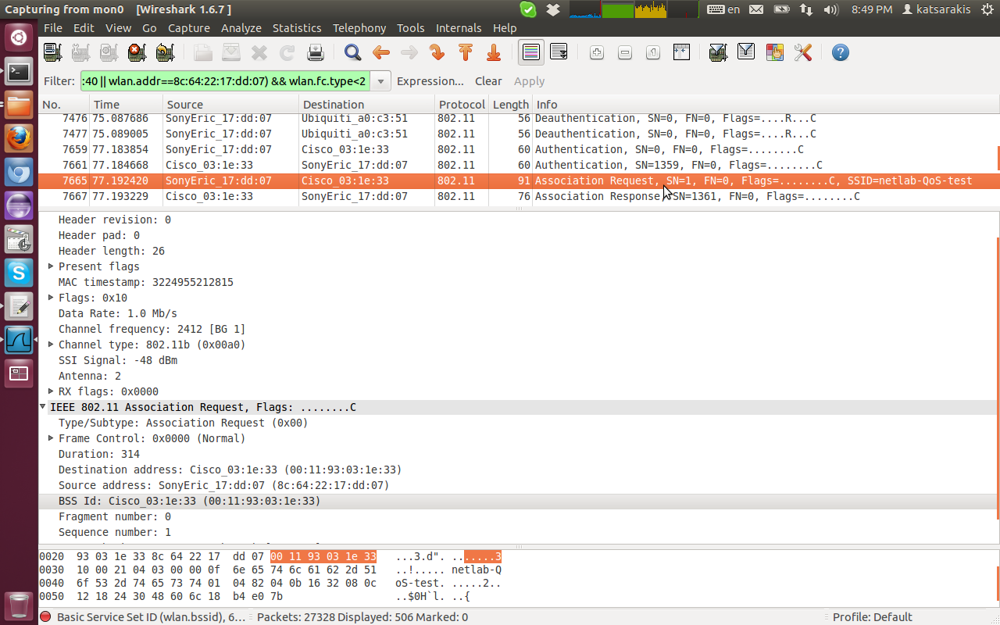 Capturing from mon0 [Wireshark 1.6.7 ]
en
8:49 PM
katsarakis
File Edit View Go Capture Analyze Statistics Telephony Tools Internals Help
Filter: :40 || wlan.addr==8c:64:22:17:dd:07) && wlan.fc.type<2 Expression... Clear Apply
No. Time Source Destination Protocol Length Info
7476 75.087686 SonyEric_17:dd:07 Ubiquiti_a0:c3:51 802.11 56 Deauthentication, SN=0, FN=0, Flags=....R...C
7477 75.089005 SonyEric_17:dd:07 Ubiquiti_a0:c3:51 802.11 56 Deauthentication, SN=0, FN=0, Flags=....R...C
7659 77.183854 SonyEric_17:dd:07 Cisco_03:1e:33 802.11 60 Authentication, SN=0, FN=0, Flags=........C
7661 77.184668 Cisco_03:1e:33 SonyEric_17:dd:07 802.11 60 Authentication, SN=1359, FN=0, Flags=........C
7665 77.192420 SonyEric_17:dd:07 Cisco_03:1e:33 802.11 91 Association Request, SN=1, FN=0, Flags=........C, SSID=netlab-QoS-test
7667 77.193229 Cisco_03:1e:33 SonyEric_17:dd:07 802.11 76 Association Response, SN=1361, FN=0, Flags=........C
Header revision: 0
Header pad: 0
Header length: 26
Present flags
MAC timestamp: 3224955212815
Flags: 0x10
Data Rate: 1.0 Mb/s
Channel frequency: 2412 [BG 1]
Channel type: 802.11b (0x00a0)
SSI Signal: -48 dBm
Antenna: 2
RX flags: 0x0000
IEEE 802.11 Association Request, Flags: ........C
Type/Subtype: Association Request (0x00)
Frame Control: 0x0000 (Normal)
Duration: 314
Destination address: Cisco_03:1e:33 (00:11:93:03:1e:33)
Source address: SonyEric_17:dd:07 (8c:64:22:17:dd:07)
BSS Id: Cisco_03:1e:33 (00:11:93:03:1e:33)
Fragment number: 0
Sequence number: 1
0020 93 03 1e 33 8c 64 22 17 dd 07 00 11 93 03 1e 33 ...3.d". .......3
0030 10 00 21 04 03 00 00 0f 6e 65 74 6c 61 62 2d 51 ..!..... netlab-Q
0040 6f 53 2d 74 65 73 74 01 04 82 04 0b 16 32 08 0c oS-test. .....2..
0050 12 18 24 30 48 60 6c 18 b4 e0 7b ..$0H`l. ..{
Basic Service Set ID (wlan.bssid), 6... Packets: 27328 Displayed: 506 Marked: 0 Profile: Default